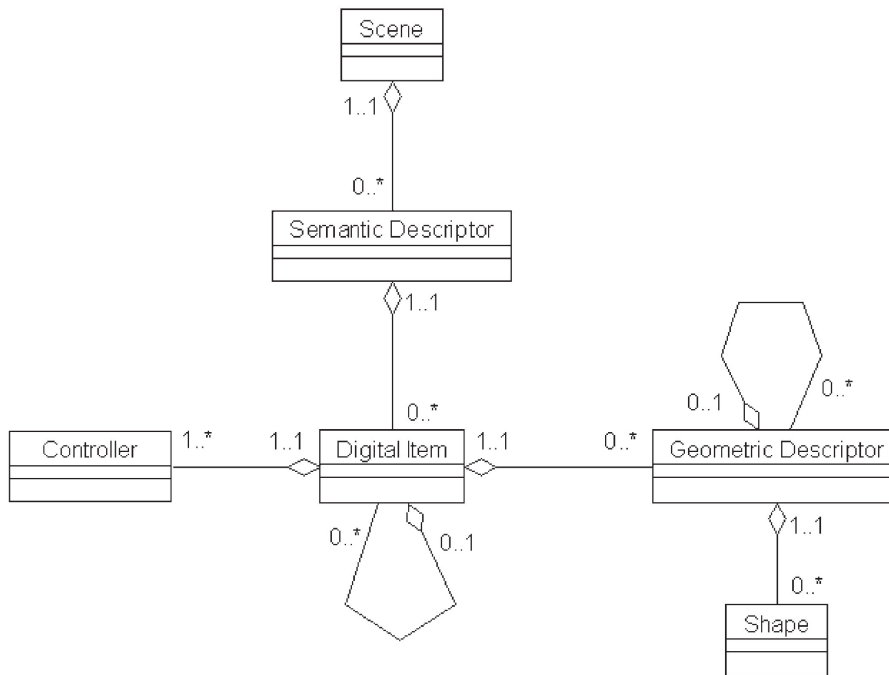 Scene
1..1
0..*
Semantic Descriptor
1..1
0..*
0..1
0..*
Controller
1..*
1..1
Digital Item
1..1
0..*
Geometric Descriptor
0..*
0..1
1..1
0..*
Shape